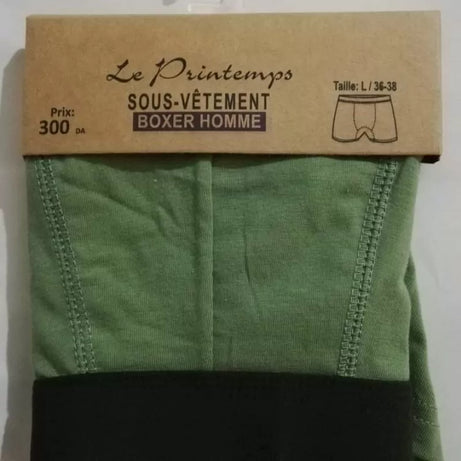 Le Printemps
SOUS-VÊTEMENT
BOXER HOMME
Prix:
300 DA
Taille: L / 36-38